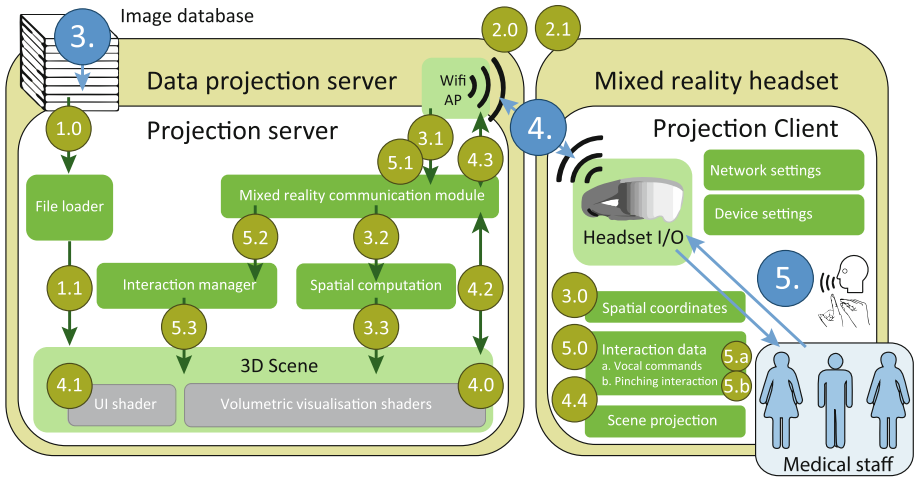 Image database
3.
2.0
2.1
Data projection server
Wifi
AP
Mixed reality headset
1.0
Projection server
3.1
5.1
4.3
4.
Projection Client
File loader
Mixed reality communication module
Network settings
Device settings
Headset I/O
5.2
3.2
1.1
Interaction manager
Spatial computation
4.2
5.
5.3
3.3
3.0
Spatial coordinates
3D Scene
5.0
Interaction data
a. Vocal commands
b. Pinching interaction
5.a
5.b
4.1
UI shader
Volumetric visualisation shaders
4.0
4.4
Scene projection
Medical staff